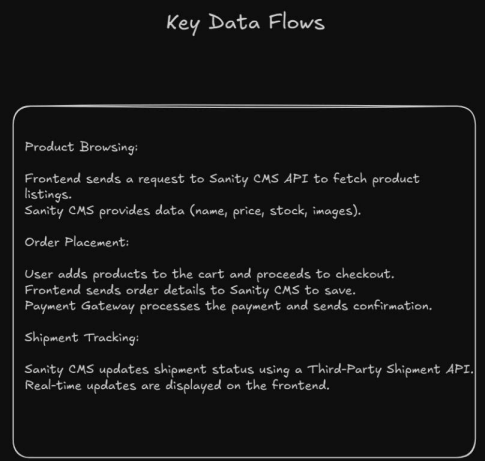 Key Data Flows
Product Browsing:
Frontend sends a request to Sanity CMS API to fetch product
listings.
Sanity CMS provides data (name, price, stock, images).
Order Placement:
User adds products to the cart and proceeds to checkout.
Frontend sends order details to Sanity CMS to save.
Payment Gateway processes the payment and sends confirmation.
Shipment Tracking:
Sanity CMS updates shipment status using a Third-Party Shipment API.
Real-time updates are displayed on the frontend.